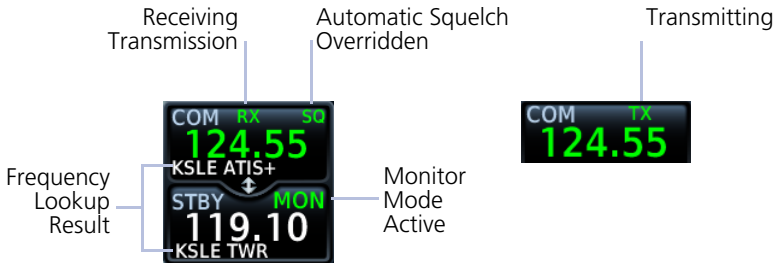 Receiving
Transmission
Automatic Squelch
Overridden
Transmitting
COM RX SQ
124.55
KSLE ATIS+
STBY MON
119.10
KSLE TWR
COM TX
124.55
Frequency
Lookup
Result
Monitor
Mode
Active